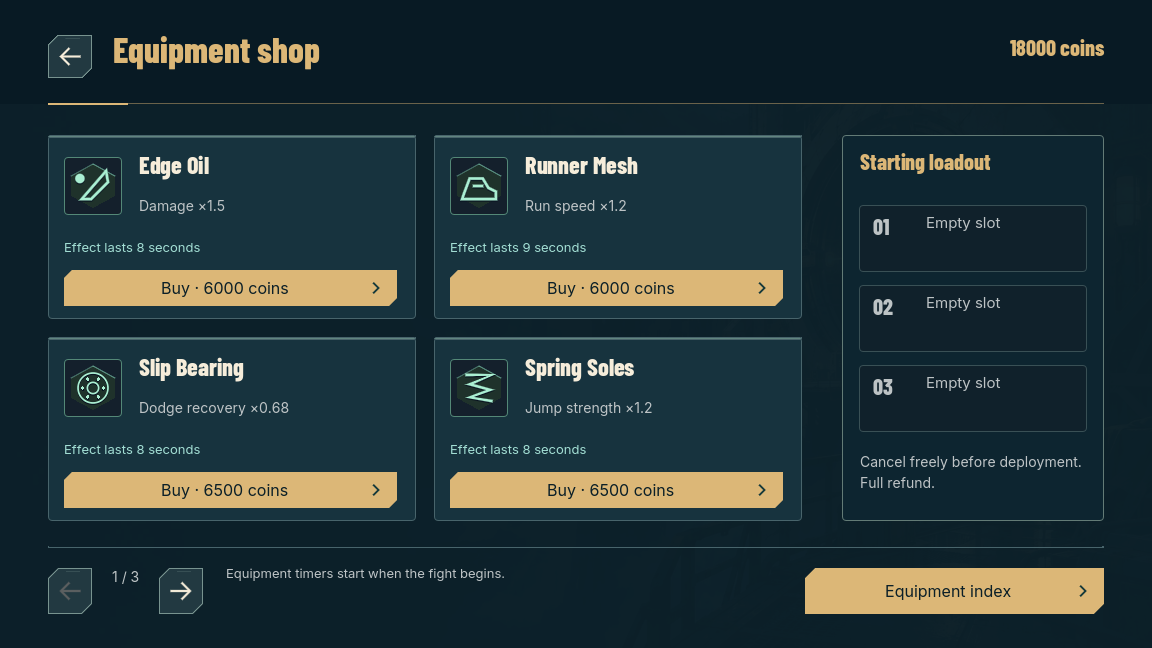 Equipment shop
18000 coins
Edge Oil
Damage ×1.5
Effect lasts 8 seconds
Buy · 6000 coins
Runner Mesh
Run speed ×1.2
Effect lasts 9 seconds
Buy · 6000 coins
Slip Bearing
Dodge recovery ×0.68
Effect lasts 8 seconds
Buy · 6500 coins
Spring Soles
Jump strength ×1.2
Effect lasts 8 seconds
Buy · 6500 coins
Starting loadout
01 Empty slot
02 Empty slot
03 Empty slot
Cancel freely before deployment.
Full refund.
1 / 3
Equipment timers start when the fight begins.
Equipment index